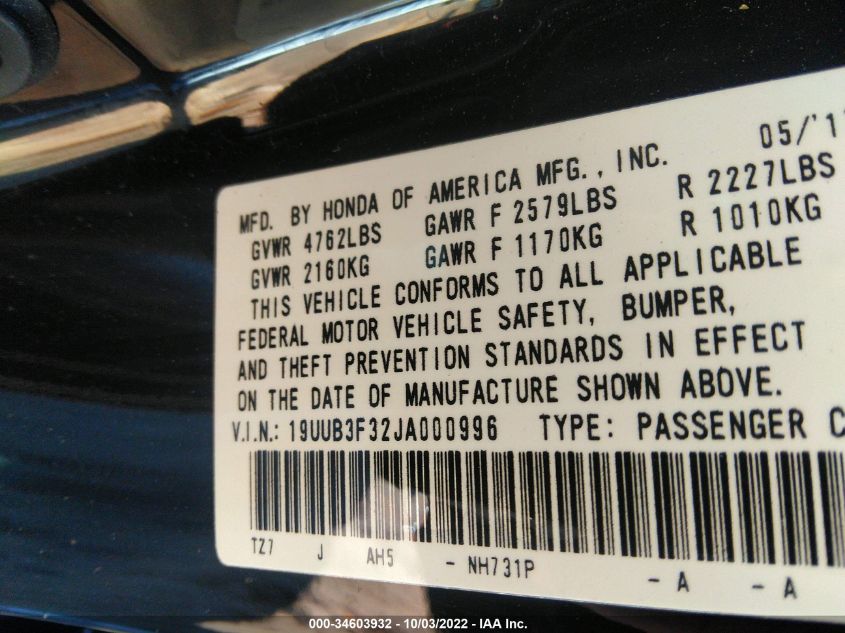 MFD. BY HONDA OF AMERICA MFG., INC. 05/'1
GVWR 4762LBS GAWR F 2579LBS R 2227LBS
GVWR 2160KG GAWR F 1170KG R 1010KG
THIS VEHICLE CONFORMS TO ALL APPLICABLE
FEDERAL MOTOR VEHICLE SAFETY, BUMPER,
AND THEFT PREVENTION STANDARDS IN EFFECT
ON THE DATE OF MANUFACTURE SHOWN ABOVE.
V.I.N.: 19UUB3F32JA000996 TYPE: PASSENGER C
TZ7 J AH5 - NH731P - A - A
000-34603932 - 10/03/2022 - IAA Inc.